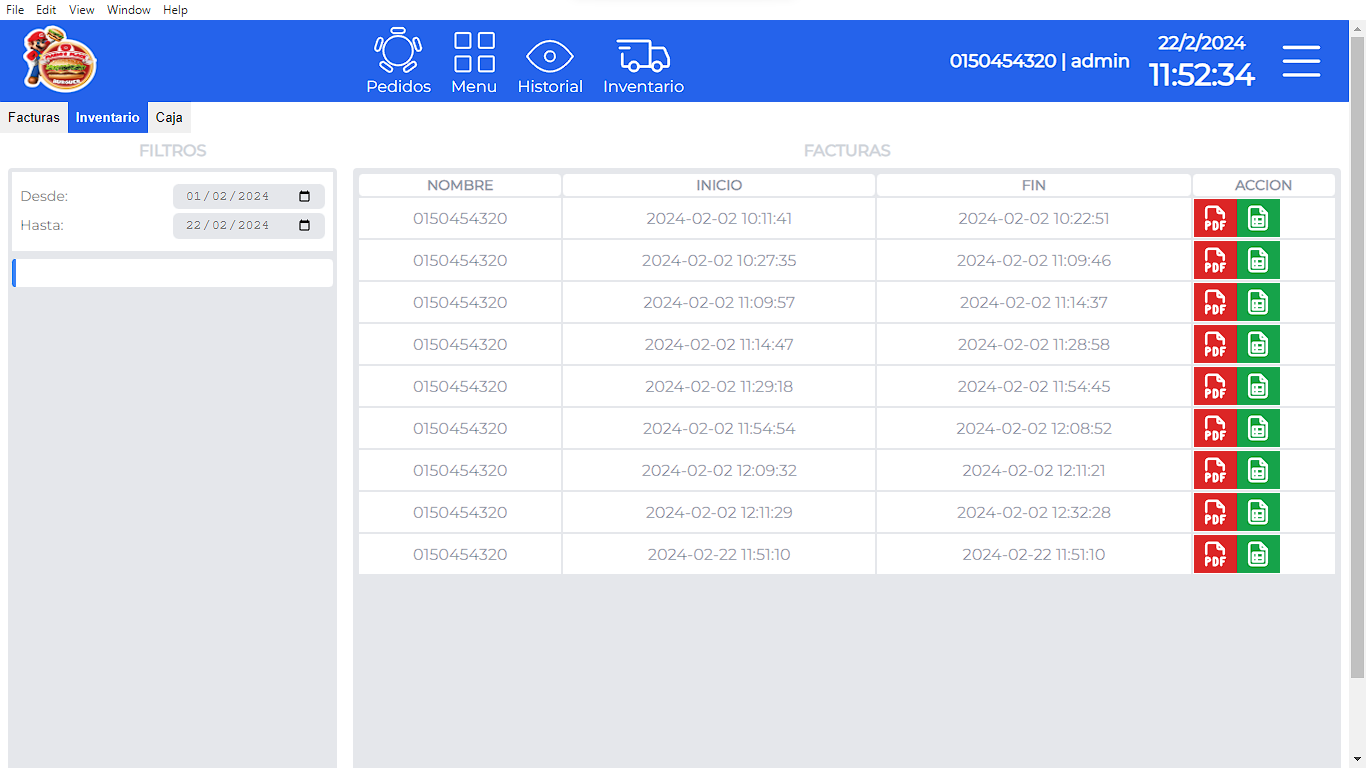 File Edit View Window Help
Pedidos Menu Historial Inventario
0150454320 | admin
22/2/2024
11:52:34
Facturas Inventario Caja
FILTROS
Desde: 01/02/2024
Hasta: 22/02/2024
FACTURAS
NOMBRE INICIO FIN ACCION
0150454320 2024-02-02 10:11:41 2024-02-02 10:22:51 PDF
0150454320 2024-02-02 10:27:35 2024-02-02 11:09:46 PDF
0150454320 2024-02-02 11:09:57 2024-02-02 11:14:37 PDF
0150454320 2024-02-02 11:14:47 2024-02-02 11:28:58 PDF
0150454320 2024-02-02 11:29:18 2024-02-02 11:54:45 PDF
0150454320 2024-02-02 11:54:54 2024-02-02 12:08:52 PDF
0150454320 2024-02-02 12:09:32 2024-02-02 12:11:21 PDF
0150454320 2024-02-02 12:11:29 2024-02-02 12:32:28 PDF
0150454320 2024-02-22 11:51:10 2024-02-22 11:51:10 PDF